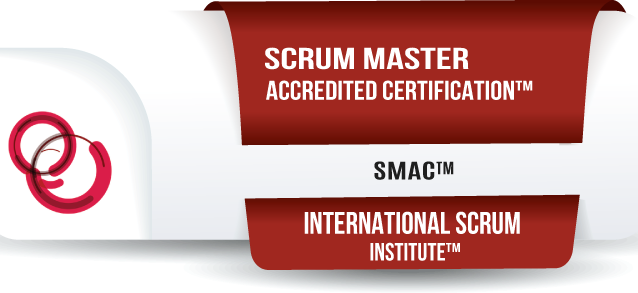 SCRUM MASTER
ACCREDITED CERTIFICATION™
SMAC™
INTERNATIONAL SCRUM
INSTITUTE™